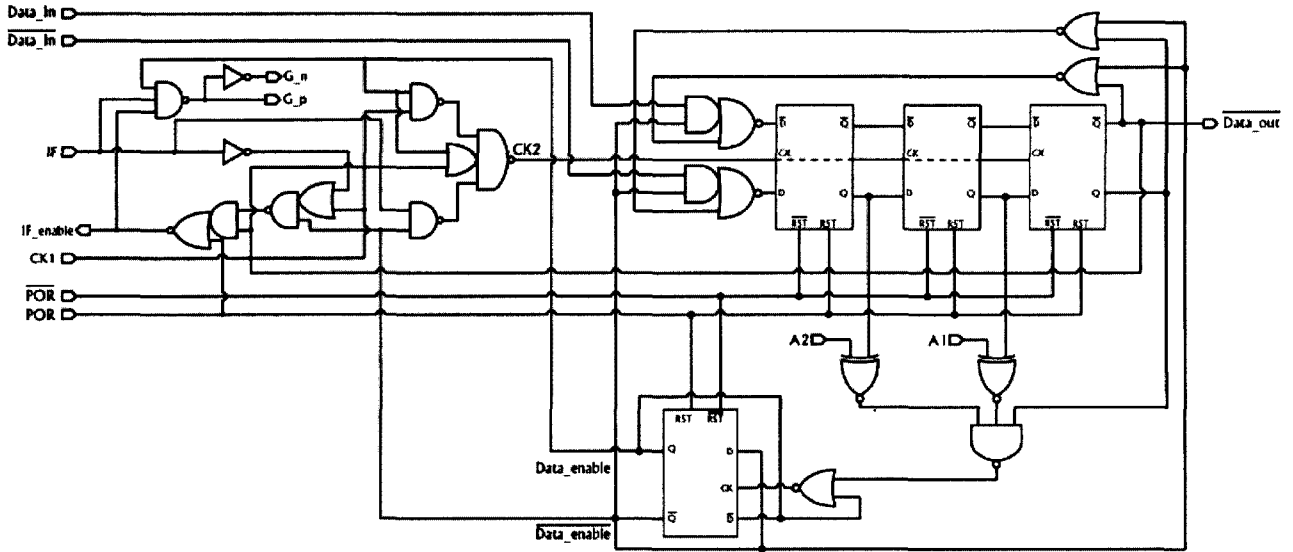 Data_in
Data_in
G_n
G_p
IF
CK2
IF_enable
CK1
POR
POR
D Q D Q D Q
CK CK CK
D Q D Q D Q
RST RST RST RST RST RST
Data_out
A2 A1
RST RST
Q D
Data_enable
CK
Q D
Data_enable